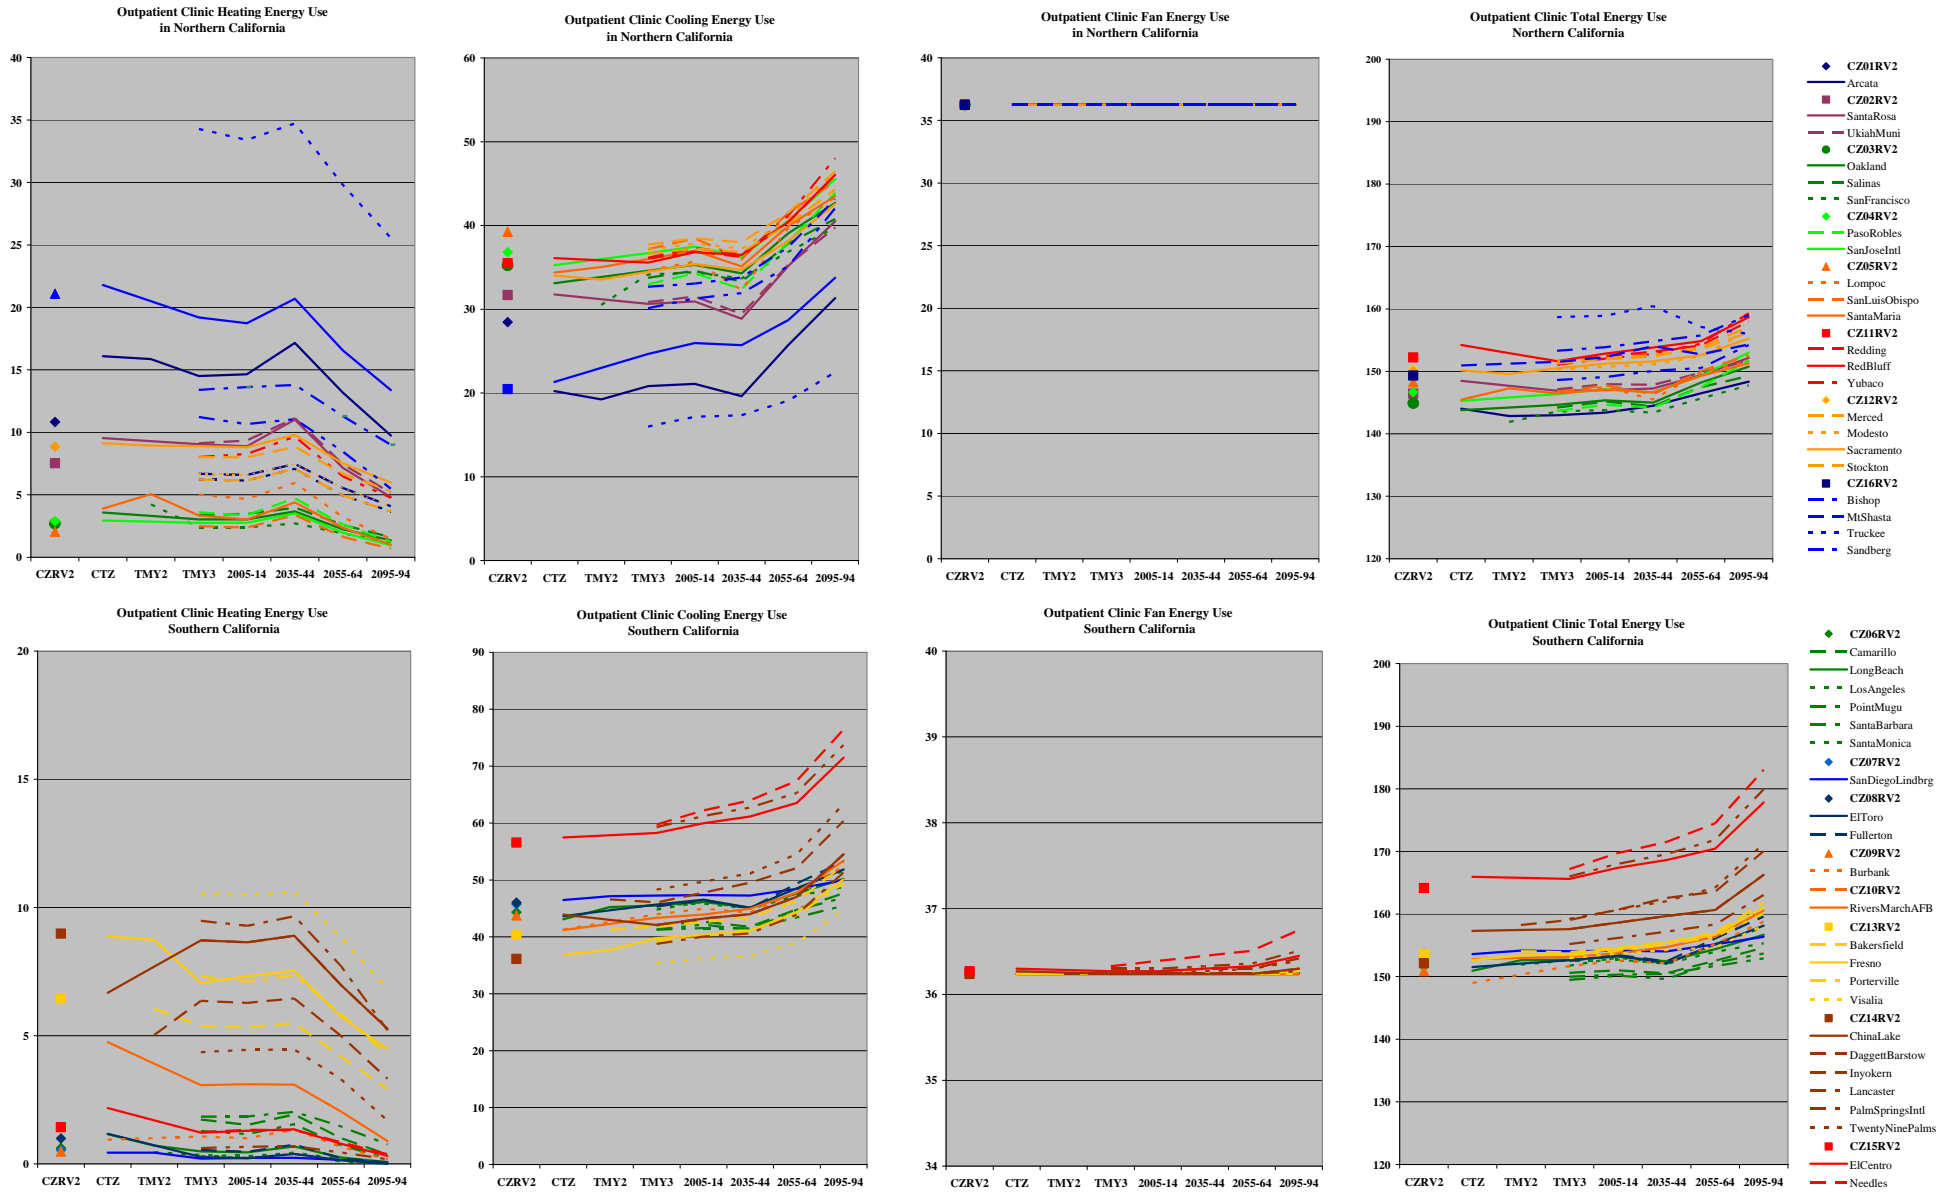 Outpatient Clinic Heating Energy Use
in Northern California
40
35
30
25
20
15
10
5
0
CZRV2 CTZ TMY2 TMY3 2005-14 2035-44 2055-64 2095-94
Outpatient Clinic Cooling Energy Use
in Northern California
60
50
40
30
20
10
0
CZRV2 CTZ TMY2 TMY3 2005-14 2035-44 2055-64 2095-94
Outpatient Clinic Fan Energy Use
in Northern California
40
35
30
25
20
15
10
5
0
CZRV2 CTZ TMY2 TMY3 2005-14 2035-44 2055-64 2095-94
Outpatient Clinic Total Energy Use
Northern California
200
190
180
170
160
150
140
130
120
CZRV2 CTZ TMY2 TMY3 2005-14 2035-44 2055-64 2095-94
CZ01RV2
Arcata
CZ02RV2
SantaRosa
UkiahMuni
CZ03RV2
Oakland
Salinas
SanFrancisco
CZ04RV2
PasoRobles
SanJoseIntl
CZ05RV2
Lompoc
SanLuisObispo
SantaMaria
CZ11RV2
Redding
RedBluff
Yubaco
CZ12RV2
Merced
Modesto
Sacramento
Stockton
CZ16RV2
Bishop
MtShasta
Truckee
Sandberg
Outpatient Clinic Heating Energy Use
Southern California
20
15
10
5
0
CZRV2 CTZ TMY2 TMY3 2005-14 2035-44 2055-64 2095-94
Outpatient Clinic Cooling Energy Use
Southern California
90
80
70
60
50
40
30
20
10
0
CZRV2 CTZ TMY2 TMY3 2005-14 2035-44 2055-64 2095-94
Outpatient Clinic Fan Energy Use
Southern California
40
39
38
37
36
35
34
CZRV2 CTZ TMY2 TMY3 2005-14 2035-44 2055-64 2095-94
Outpatient Clinic Total Energy Use
Southern California
200
190
180
170
160
150
140
130
120
CZRV2 CTZ TMY2 TMY3 2005-14 2035-44 2055-64 2095-94
CZ06RV2
Camarillo
LongBeach
LosAngeles
PointMugu
SantaBarbara
SantaMonica
CZ07RV2
SanDiegoLindbrg
CZ08RV2
ElToro
Fullerton
CZ09RV2
Burbank
CZ10RV2
RiversMarchAFB
CZ13RV2
Bakersfield
Fresno
Porterville
Visalia
CZ14RV2
ChinaLake
DaggettBarstow
Inyokern
Lancaster
PalmSpringsIntl
TwentyNinePalms
CZ15RV2
ElCentro
Needles